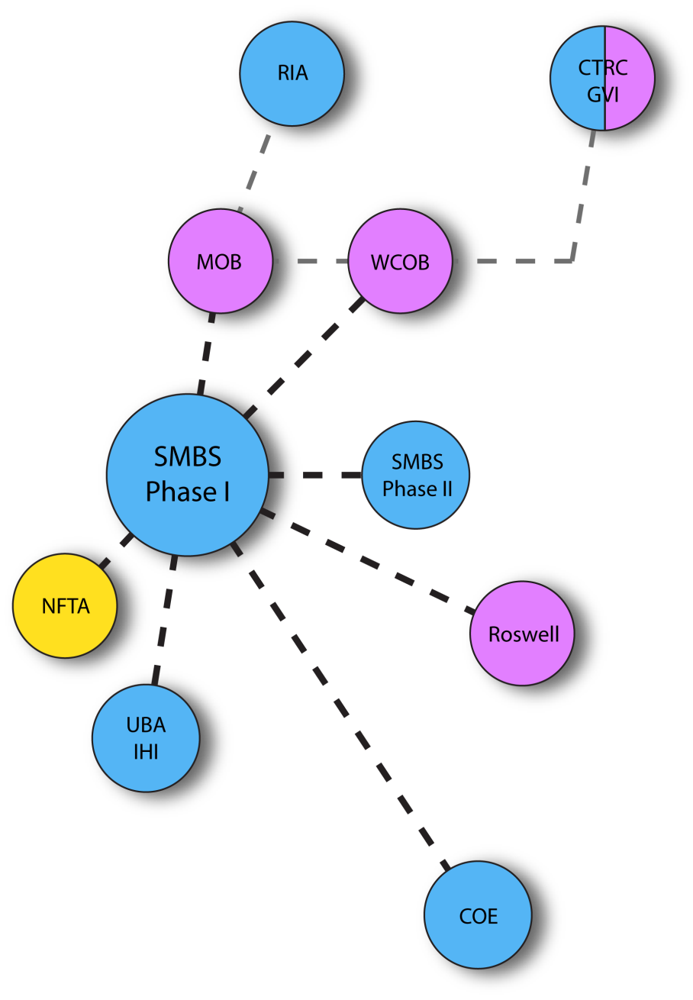 RIA
CTRC
GVI
MOB
WCOB
SMBS
Phase I
SMBS
Phase II
NFTA
Roswell
UBA
IHI
COE